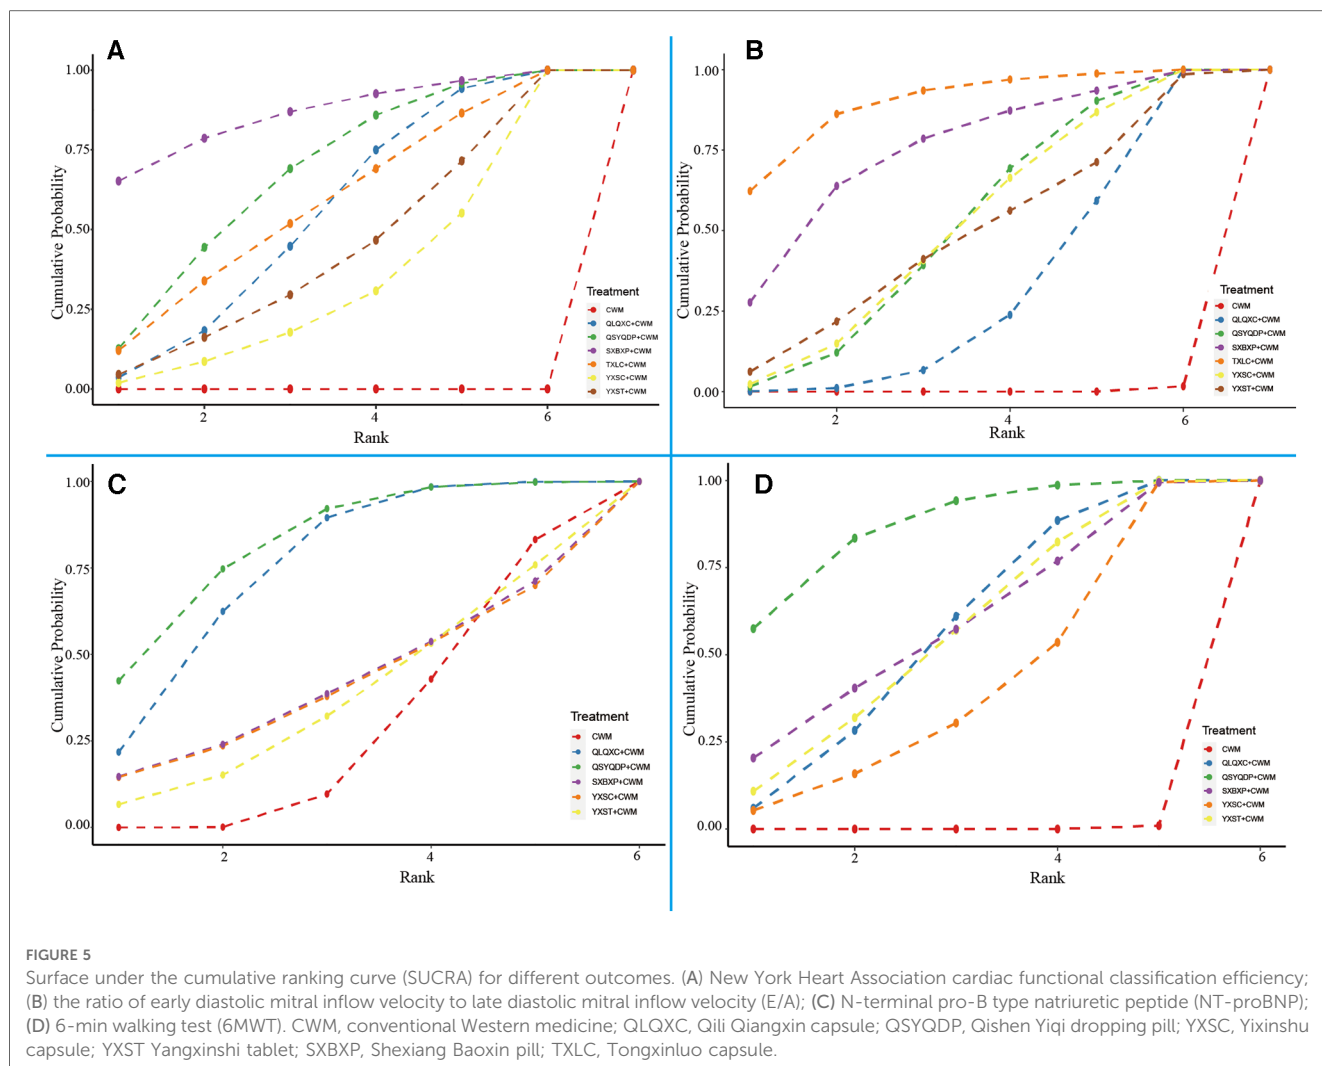 A
Cumulative Probability
1.00
0.75
0.50
0.25
0.00
2
4
6
Rank
Treatment
CWM
QLQXC+CWM
QSYQDP+CWM
SXBXP+CWM
TXLC+CWM
YXSC+CWM
YXST+CWM
B
Cumulative Probability
1.00
0.75
0.50
0.25
0.00
2
4
6
Rank
Treatment
CWM
QLQXC+CWM
QSYQDP+CWM
SXBXP+CWM
TXLC+CWM
YXSC+CWM
YXST+CWM
C
Cumulative Probability
1.00
0.75
0.50
0.25
0.00
2
4
6
Rank
Treatment
CWM
QLQXC+CWM
QSYQDP+CWM
SXBXP+CWM
YXSC+CWM
YXST+CWM
D
Cumulative Probability
1.00
0.75
0.50
0.25
0.00
2
4
6
Rank
Treatment
CWM
QLQXC+CWM
QSYQDP+CWM
SXBXP+CWM
YXSC+CWM
YXST+CWM
FIGURE 5
Surface under the cumulative ranking curve (SUCRA) for different outcomes. (A) New York Heart Association cardiac functional classification efficiency;
(B) the ratio of early diastolic mitral inflow velocity to late diastolic mitral inflow velocity (E/A); (C) N-terminal pro-B type natriuretic peptide (NT-proBNP);
(D) 6-min walking test (6MWT). CWM, conventional Western medicine; QLQXC, Qili Qiangxin capsule; QSYQDP, Qishen Yiqi dropping pill; YXSC, Yixinshu
capsule; YXST Yangxinshi tablet; SXBXP, Shexiang Baoxin pill; TXLC, Tongxinluo capsule.